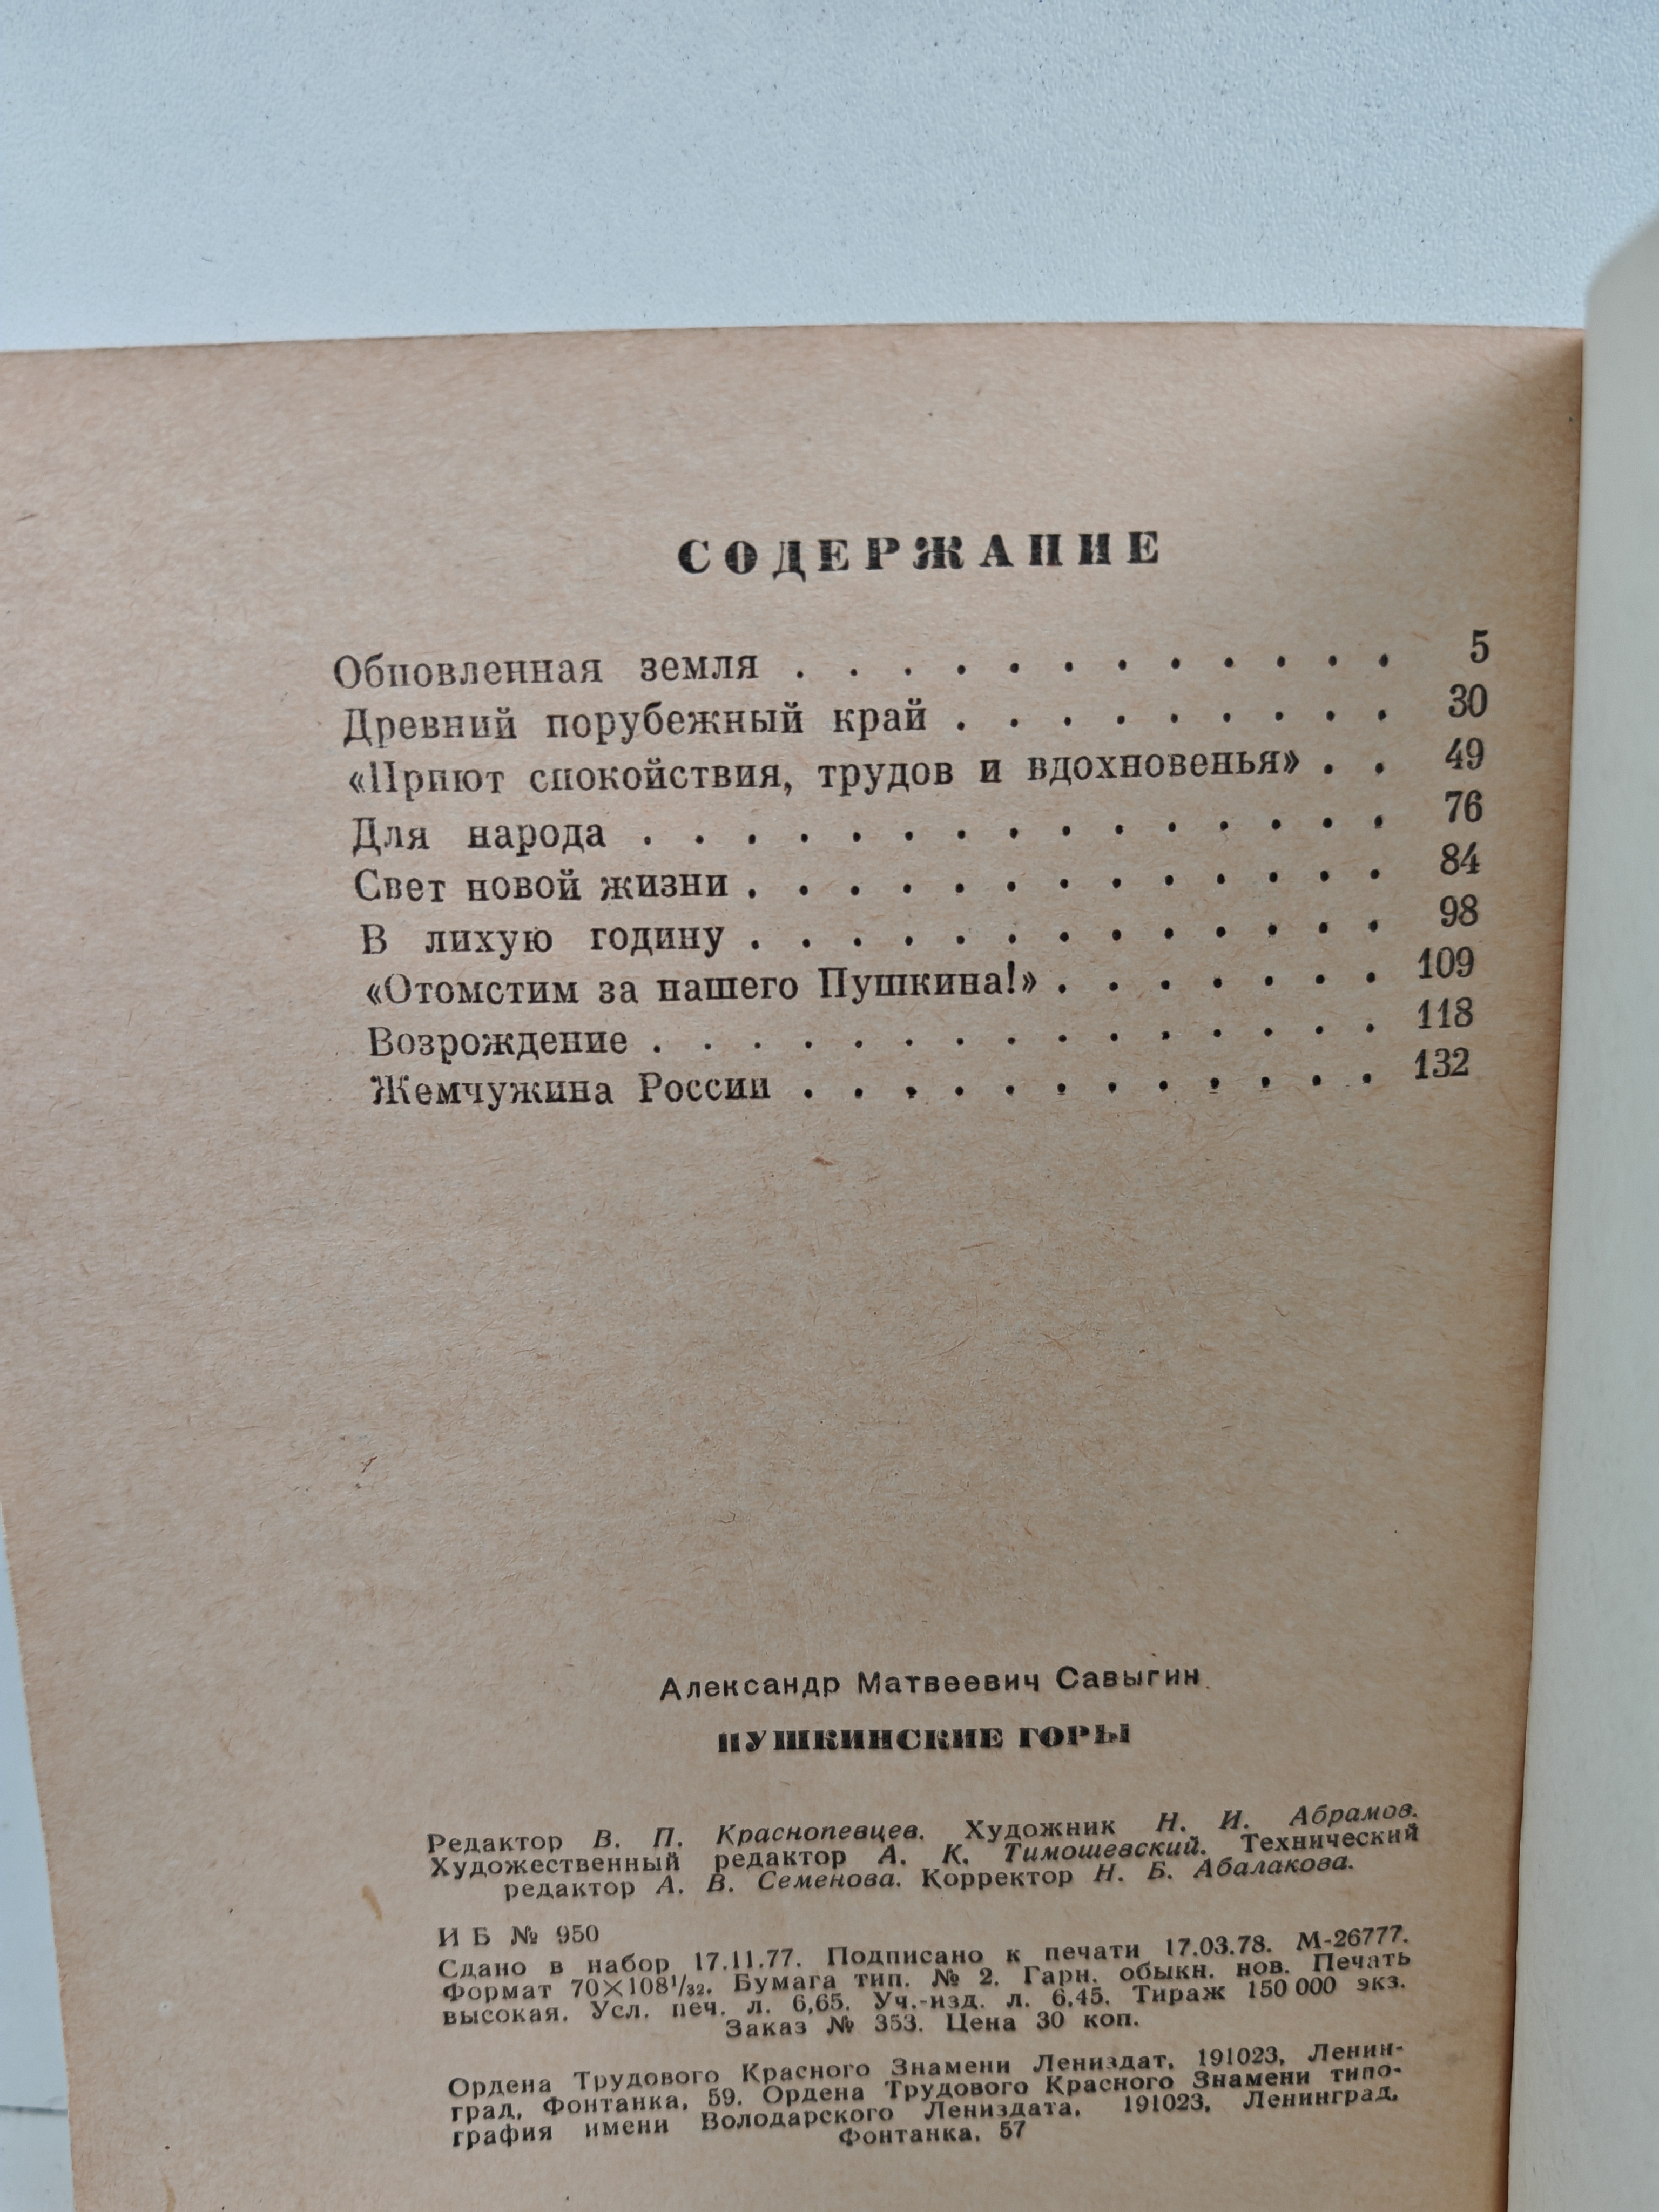 СОДЕРЖАНИЕ
Обновленная земля . . . . . . . . . . . . 5
Древний порубежный край . . . . . . . . . 30
«Приют спокойствия, трудов и вдохновенья» . . 49
Для народа . . . . . . . . . . . . . . . 76
Свет новой жизни . . . . . . . . . . . . . 84
В лихую годину . . . . . . . . . . . . . 98
«Отомстим за нашего Пушкина!» . . . . . . . 109
Возрождение . . . . . . . . . . . . . . . 118
Жемчужина России . . . . . . . . . . . . 132
Александр Матвеевич Савыгин
ПУШКИНСКИЕ ГОРЫ
Редактор В. П. Краснопевцев. Художник Н. И. Абрамов.
Художественный редактор А. К. Тимошевский. Технический
редактор А. В. Семенова. Корректор Н. Б. Абалакова.
И Б № 950
Сдано в набор 17.11.77. Подписано к печати 17.03.78. М-26777.
Формат 70×108¹/₃₂. Бумага тип. № 2. Гарн. обыкн. нов. Печать
высокая. Усл. печ. л. 6,65. Уч.-изд. л. 6,45. Тираж 150 000 экз.
Заказ № 353. Цена 30 коп.
Ордена Трудового Красного Знамени Лениздат, 191023, Ленин-
град, Фонтанка, 59. Ордена Трудового Красного Знамени типо-
графия имени Володарского Лениздата, 191023, Ленинград,
Фонтанка, 57